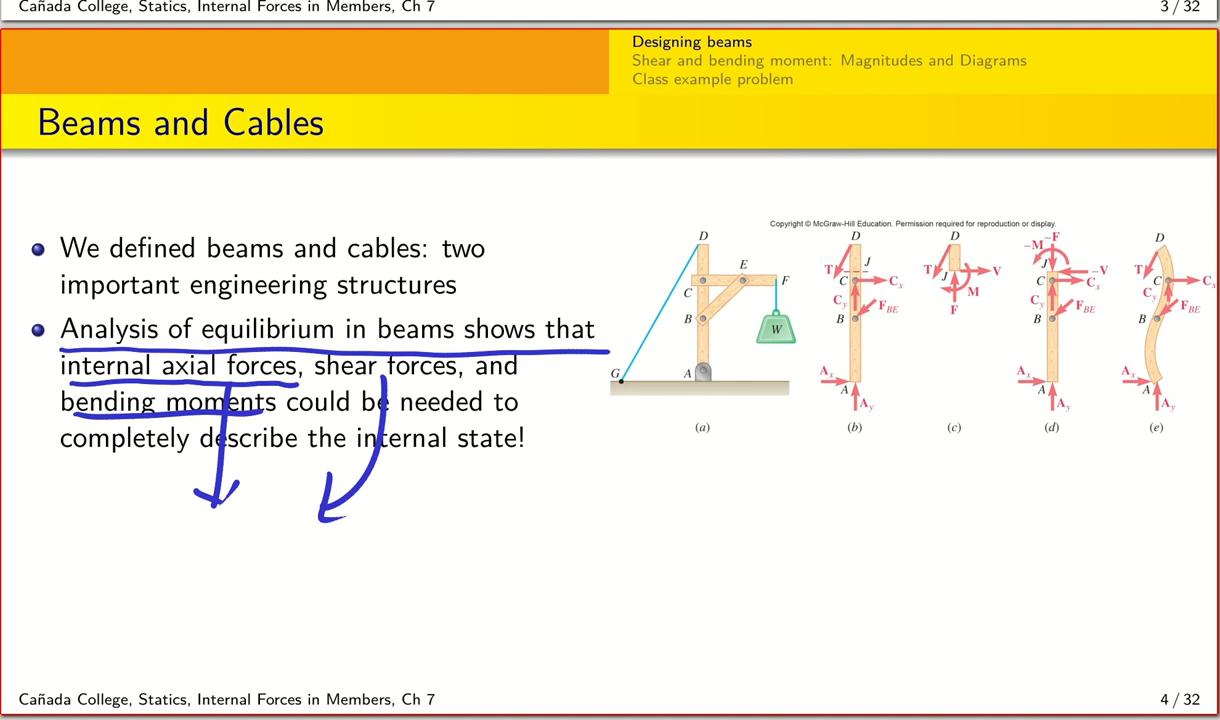 Cañada College, Statics, Internal Forces in Members, Ch 7
3 / 32
Designing beams
Shear and bending moment: Magnitudes and Diagrams
Class example problem
Beams and Cables
We defined beams and cables: two
important engineering structures
Analysis of equilibrium in beams shows that
internal axial forces, shear forces, and
bending moments could be needed to
completely describe the internal state!
Copyright © McGraw-Hill Education. Permission required for reproduction or display.
D
E
C
F
B
W
G
A
(a)
D
T
J
C
Cx
Cy
FBE
B
Ax
A
Ay
(b)
D
T
V
J
M
F
(c)
–F
–M
J
–V
C
Cx
Cy
FBE
B
Ax
A
Ay
(d)
D
T
C
Cx
Cy
FBE
B
Ax
A
Ay
(e)
Cañada College, Statics, Internal Forces in Members, Ch 7
4 / 32